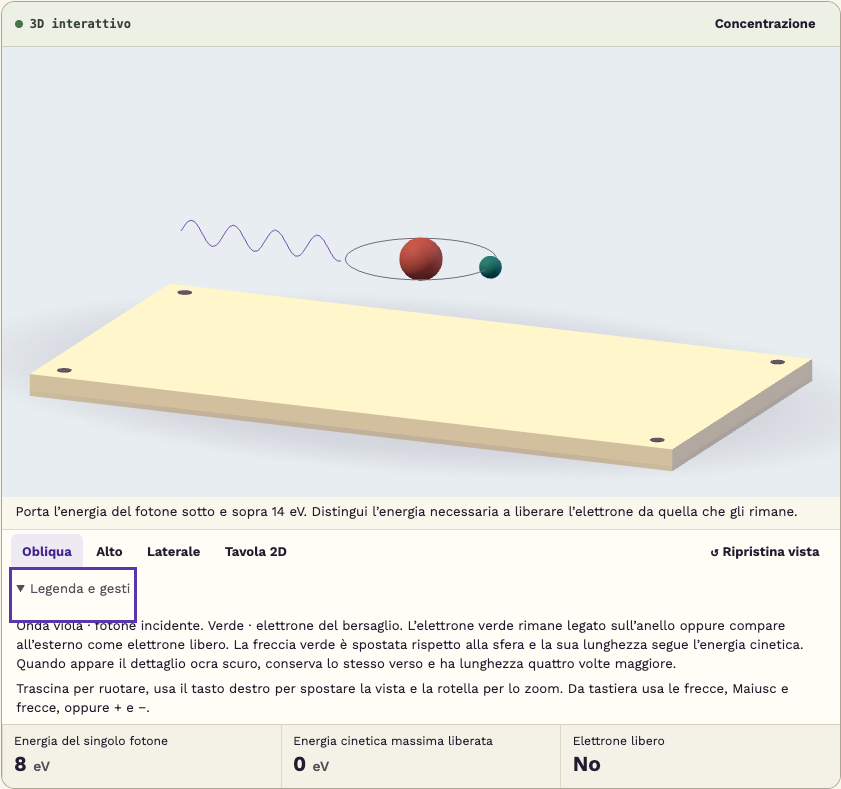 3D interattivo
Concentrazione
Porta l’energia del fotone sotto e sopra 14 eV. Distingui l’energia necessaria a liberare l’elettrone da quella che gli rimane.
Obliqua Alto Laterale Tavola 2D ↺ Ripristina vista
▼ Legenda e gesti
Onda viola · fotone incidente. Verde · elettrone del bersaglio. L’elettrone verde rimane legato sull’anello oppure compare
all’esterno come elettrone libero. La freccia verde è spostata rispetto alla sfera e la sua lunghezza segue l’energia cinetica.
Quando appare il dettaglio ocra scuro, conserva lo stesso verso e ha lunghezza quattro volte maggiore.
Trascina per ruotare, usa il tasto destro per spostare la vista e la rotella per lo zoom. Da tastiera usa le frecce, Maiusc e
frecce, oppure + e −.
Energia del singolo fotone
8 eV
Energia cinetica massima liberata
0 eV
Elettrone libero
No